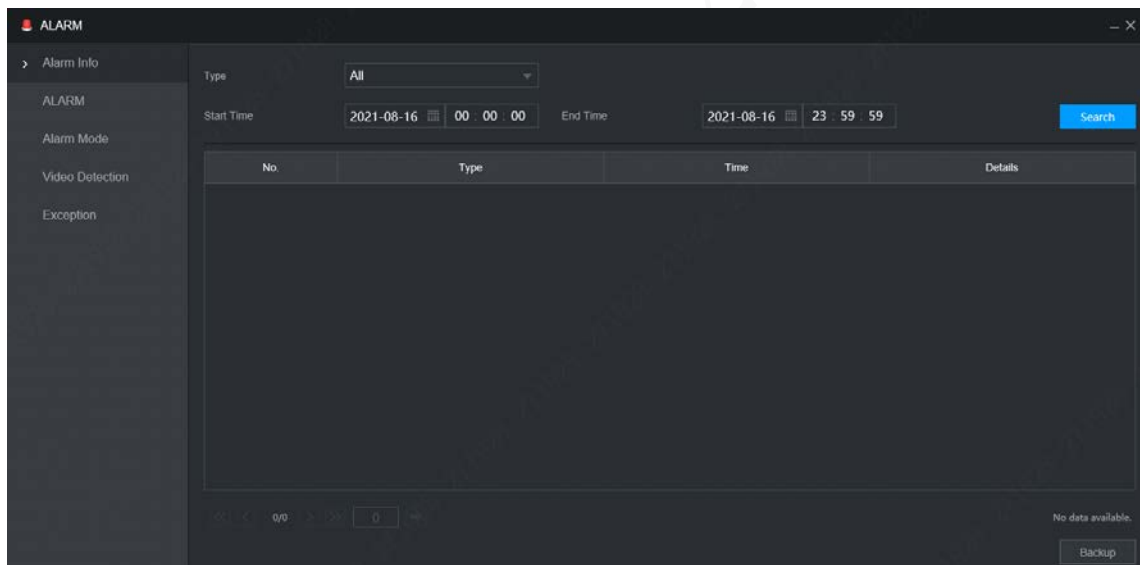 ALARM
Alarm Info
ALARM
Alarm Mode
Video Detection
Exception
Type All
Start Time 2021-08-16 00 : 00 : 00 End Time 2021-08-16 23 : 59 : 59 Search
No. Type Time Details
0/0 0
No data available.
Backup